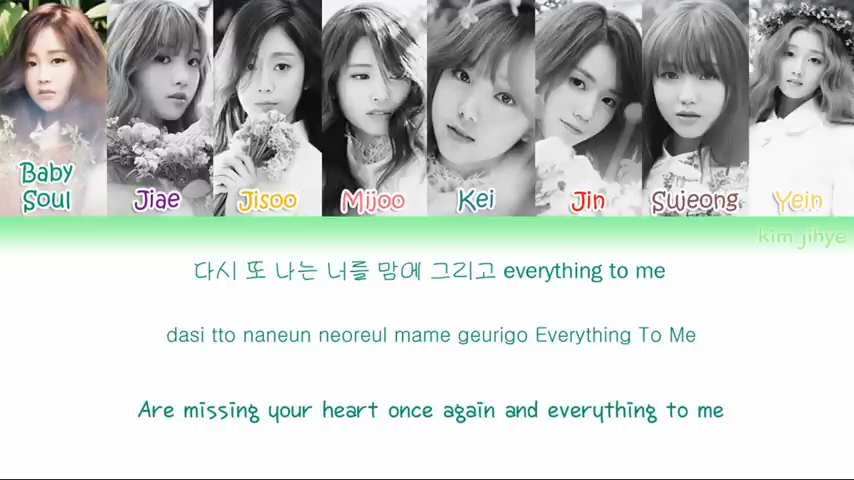 Baby
Soul
Jiae
Jisoo
Mijoo
Kei
Jin
Sujeong
Yein
kim jihye
다시 또 나는 너를 맘에 그리고 everything to me
dasi tto naneun neoreul mame geurigo Everything To Me
Are missing your heart once again and everything to me